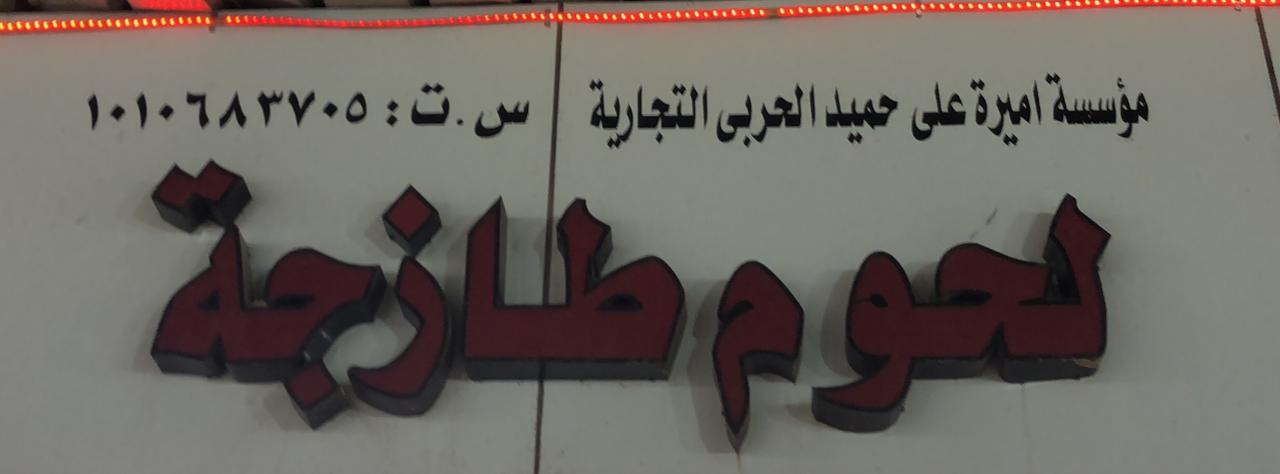 مؤسسة اميرة على حميد الحربى التجارية س.ت: ١٠١٠٦٨٣٧٠٥
لحوم طازجة